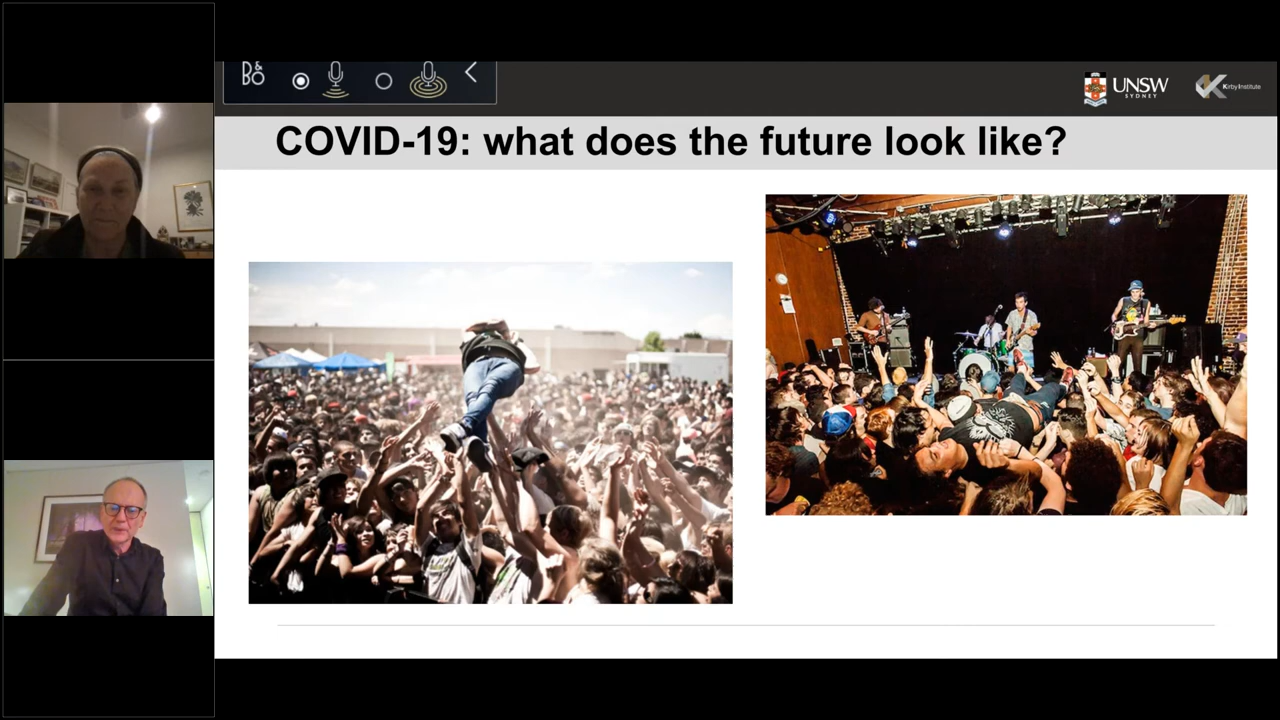 UNSW
SYDNEY
Kirby Institute
COVID-19: what does the future look like?